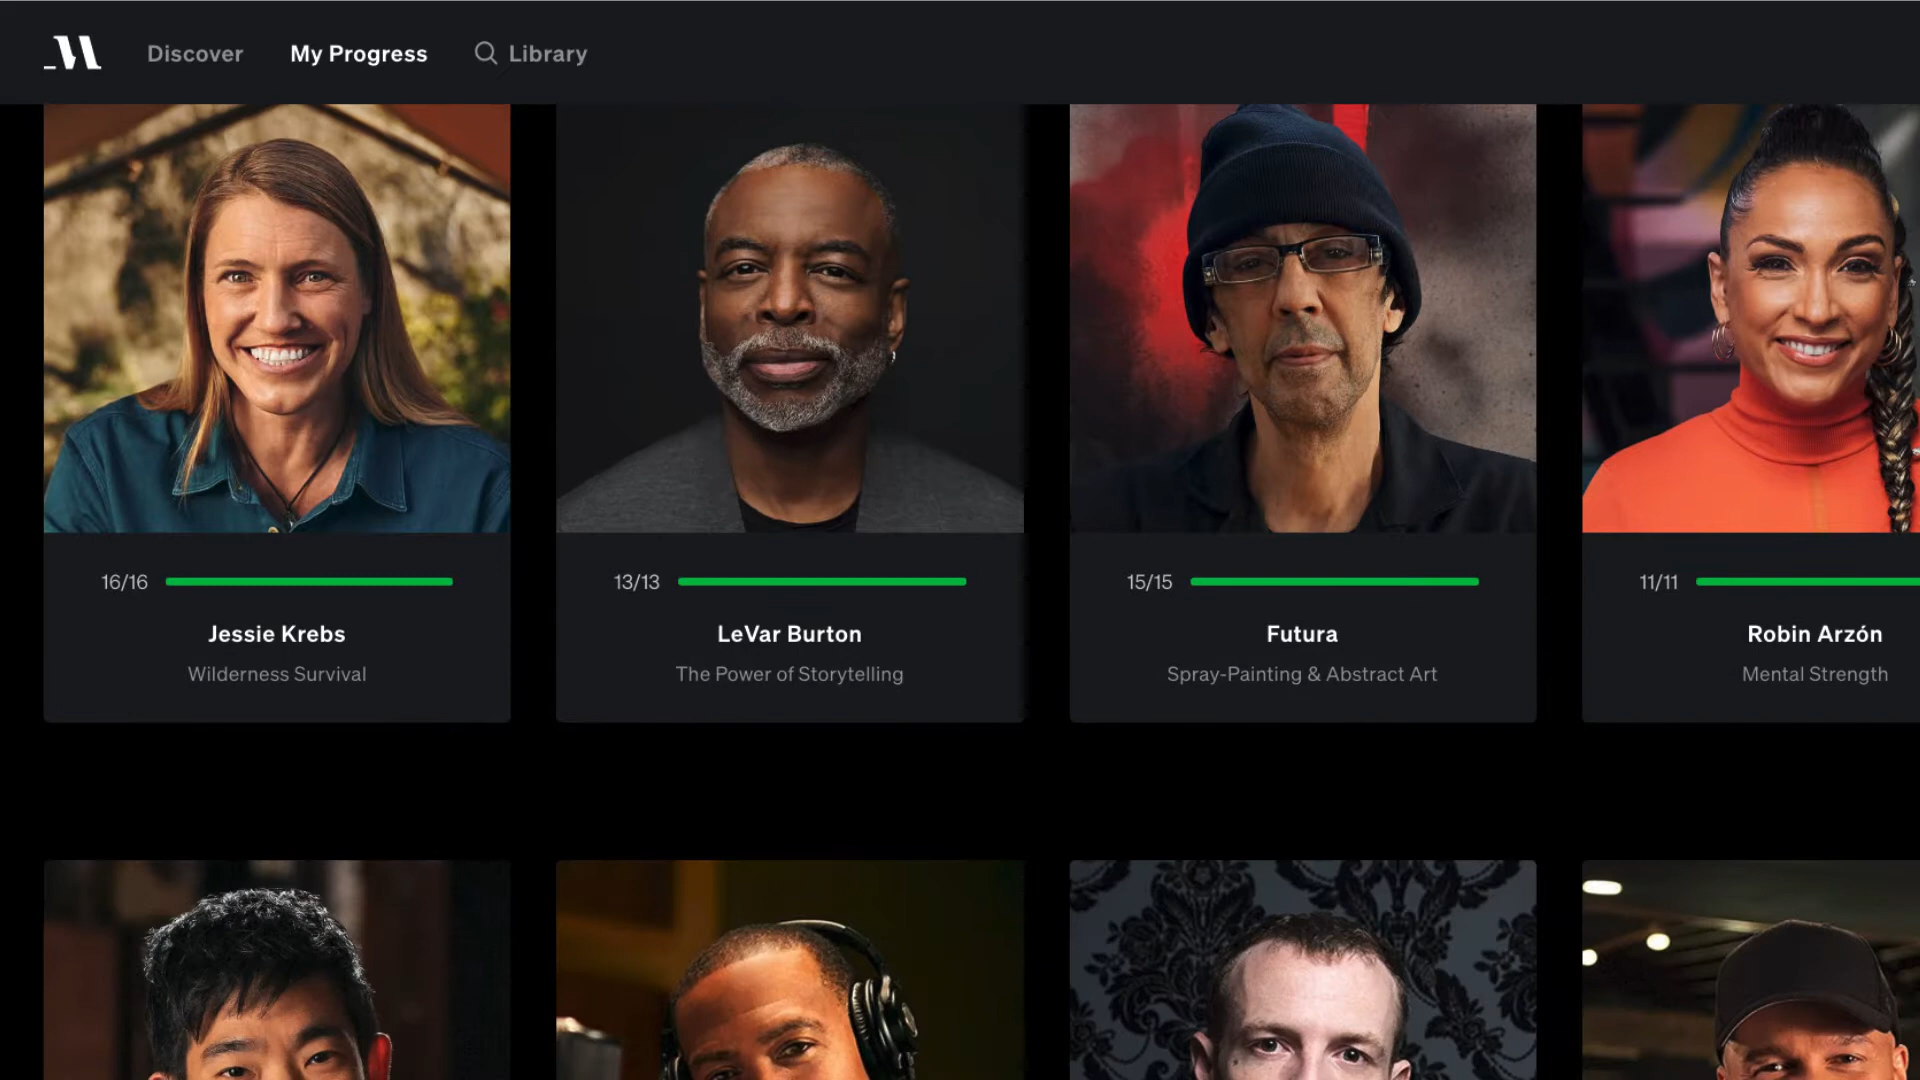 Discover
My Progress
Library
16/16
Jessie Krebs
Wilderness Survival
13/13
LeVar Burton
The Power of Storytelling
15/15
Futura
Spray-Painting & Abstract Art
11/11
Robin Arzón
Mental Strength